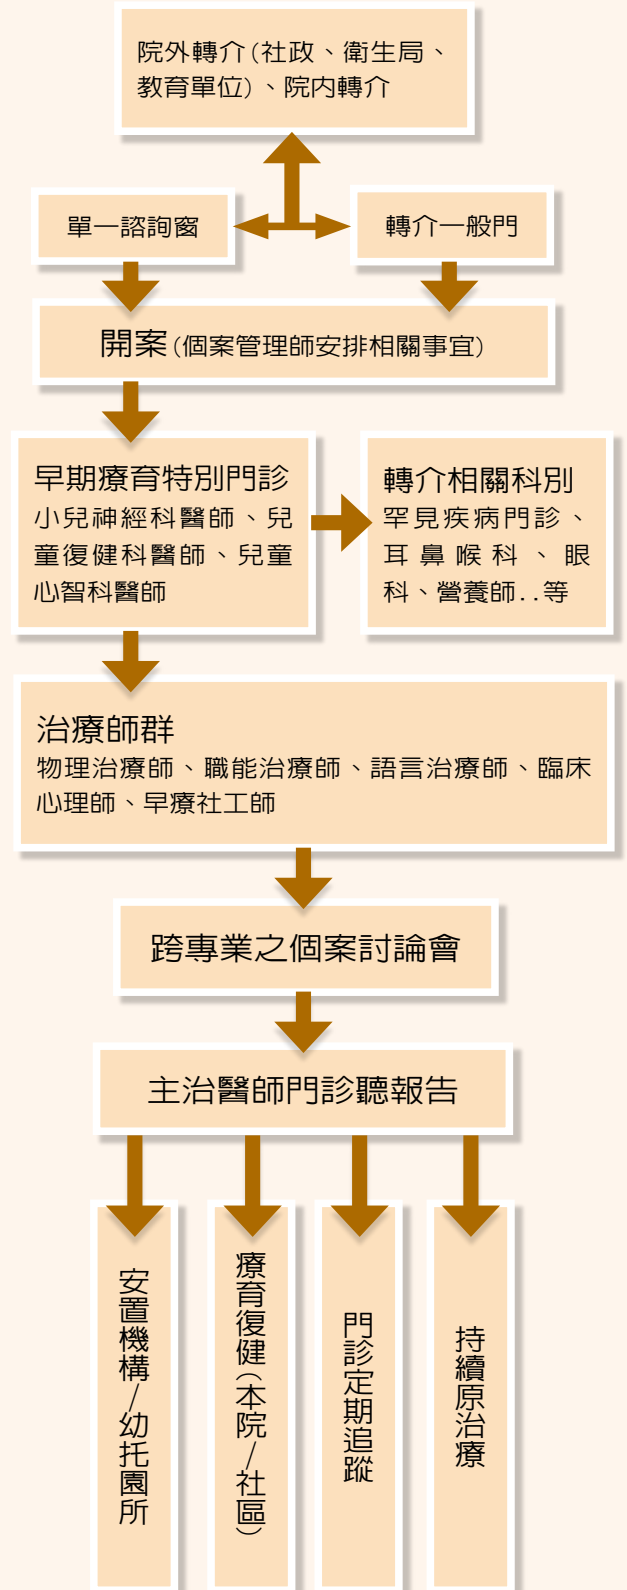 院外轉介(社政、衛生局、
教育單位)、院內轉介
單一諮詢窗
轉介一般門
開案(個案管理師安排相關事宜)
早期療育特別門診
小兒神經科醫師、兒
童復健科醫師、兒童
心智科醫師
轉介相關科別
罕見疾病門診、
耳鼻喉科、眼
科、營養師..等
治療師群
物理治療師、職能治療師、語言治療師、臨床
心理師、早療社工師
跨專業之個案討論會
主治醫師門診聽報告
安置機構/幼托園所
療育復健(本院/社區)
門診定期追蹤
持續原治療